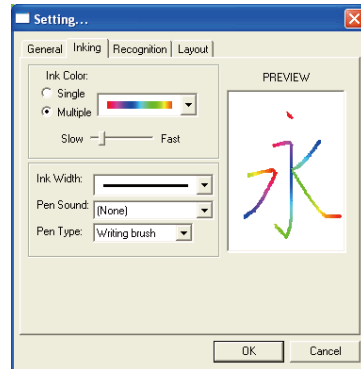 Setting...
General Inking Recognition Layout
Ink Color:
Single
Multiple
Slow Fast
Ink Width:
Pen Sound: (None)
Pen Type: Writing brush
PREVIEW
永
OK Cancel